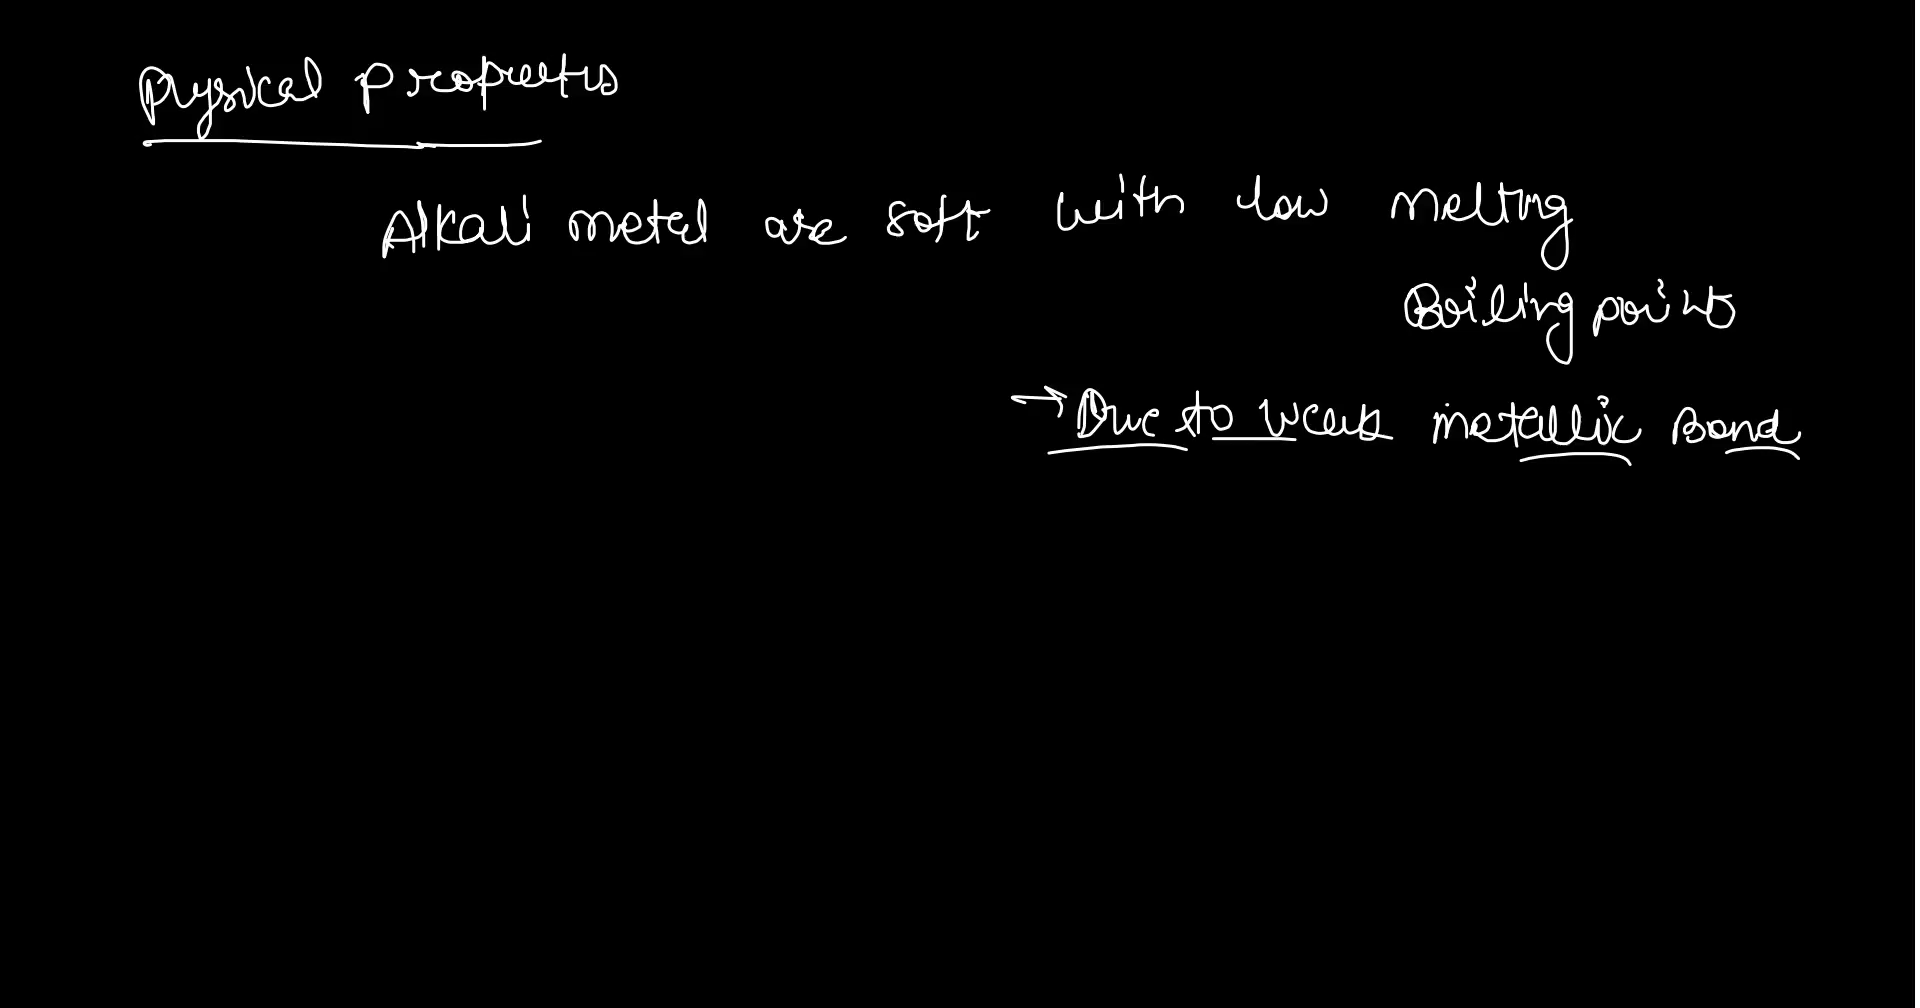 Physical properties
Alkali metal are soft with low melting
Boiling points
→ Due to weak metallic Bond